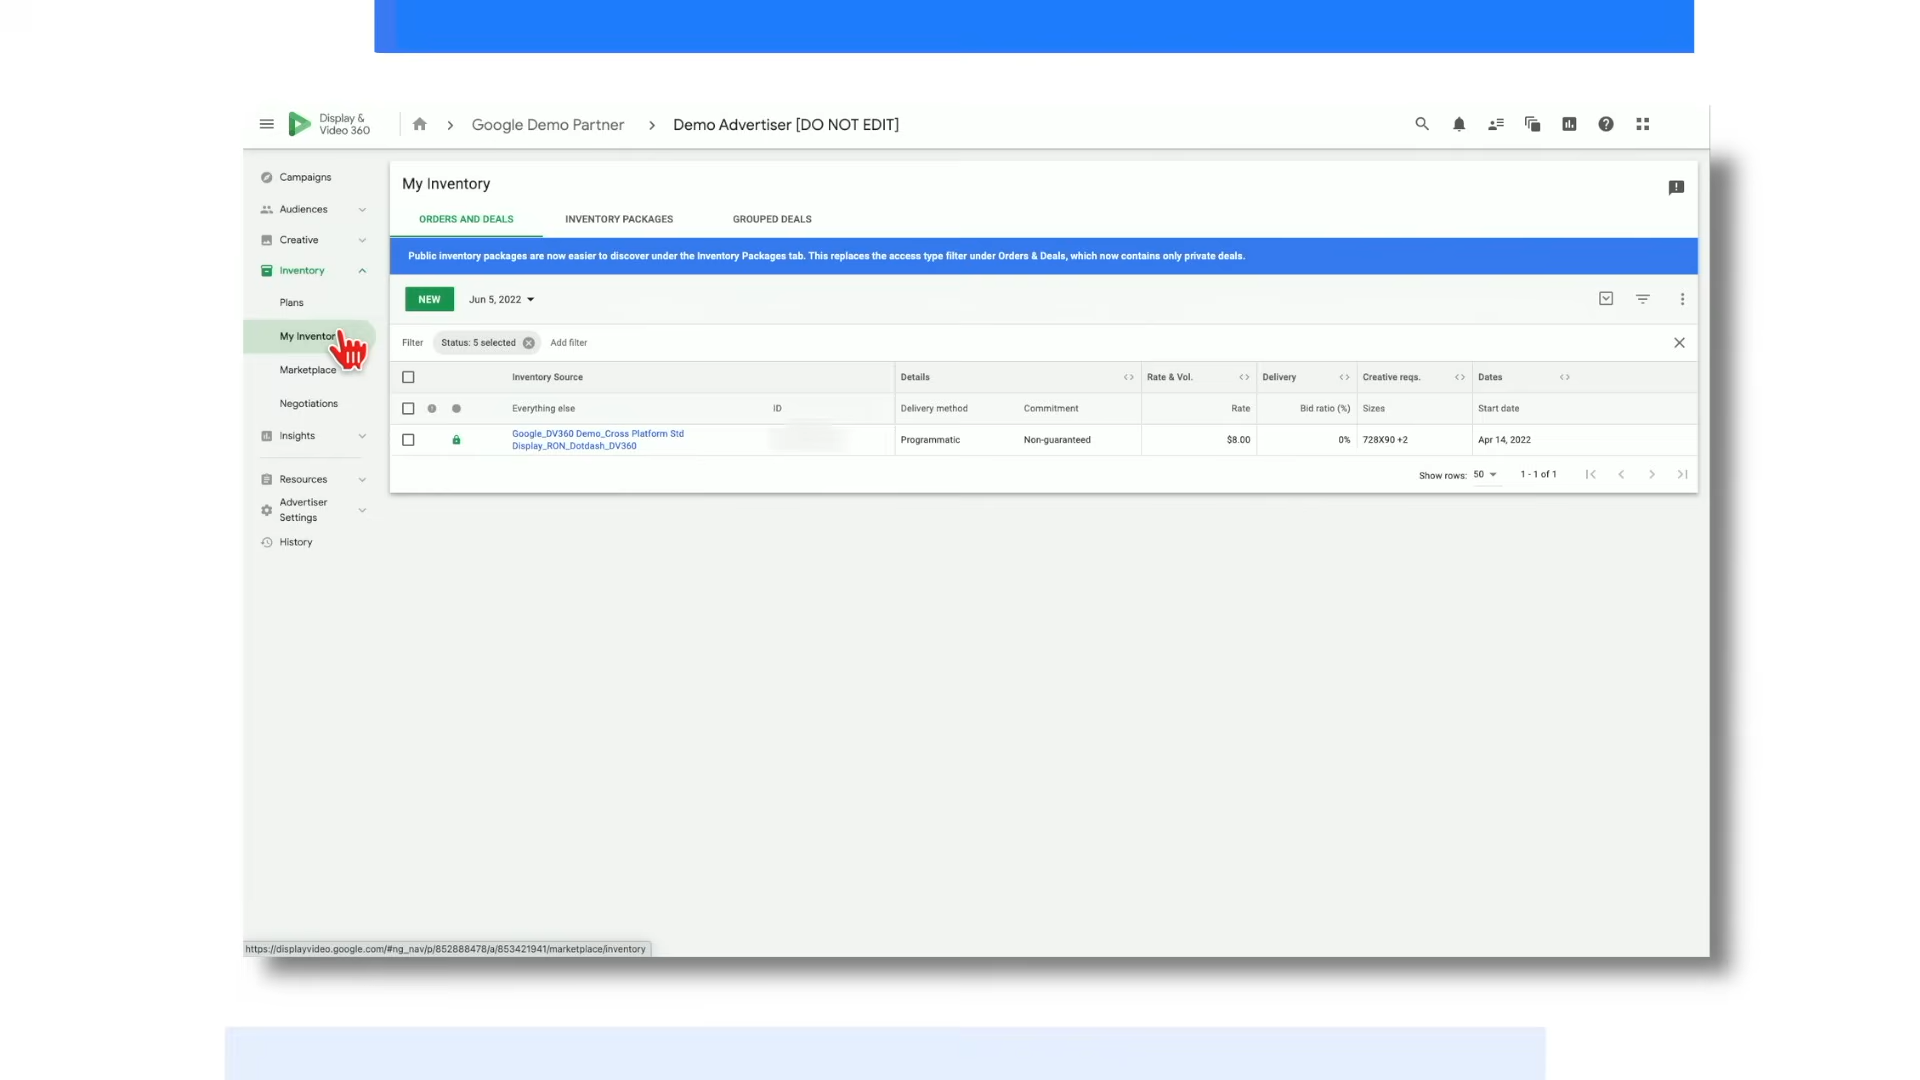 Display &
Video 360
Google Demo Partner
Demo Advertiser [DO NOT EDIT]
Campaigns
Audiences
Creative
Inventory
Plans
My Inventor
Marketplace
Negotiations
Insights
Resources
Advertiser
Settings
History
My Inventory
ORDERS AND DEALS
INVENTORY PACKAGES
GROUPED DEALS
Public inventory packages are now easier to discover under the Inventory Packages tab. This replaces the access type filter under Orders & Deals, which now contains only private deals.
NEW
Jun 5, 2022
Filter
Status: 5 selected
Add filter
Inventory Source
Details
Rate & Vol.
Delivery
Creative reqs.
Dates
Everything else
ID
Delivery method
Commitment
Rate
Bid ratio (%)
Sizes
Start date
Google_DV360 Demo_Cross Platform Std
Display_RON_Dotdash_DV360
Programmatic
Non-guaranteed
$8.00
0%
728X90 +2
Apr 14, 2022
Show rows: 50
1 - 1 of 1
https://displayvideo.google.com/#ng_nav/p/852888478/a/853421941/marketplace/inventory